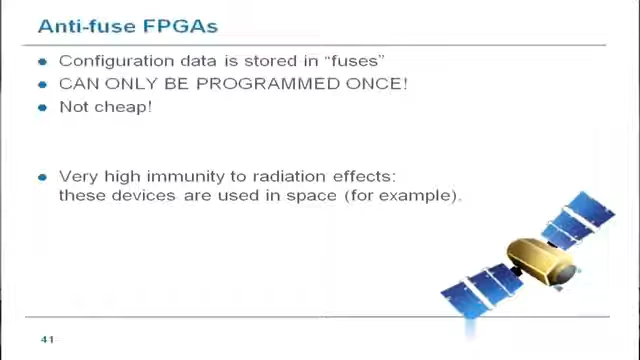 Anti-fuse FPGAs
Configuration data is stored in “fuses”
CAN ONLY BE PROGRAMMED ONCE!
Not cheap!
Very high immunity to radiation effects:
these devices are used in space (for example).
41